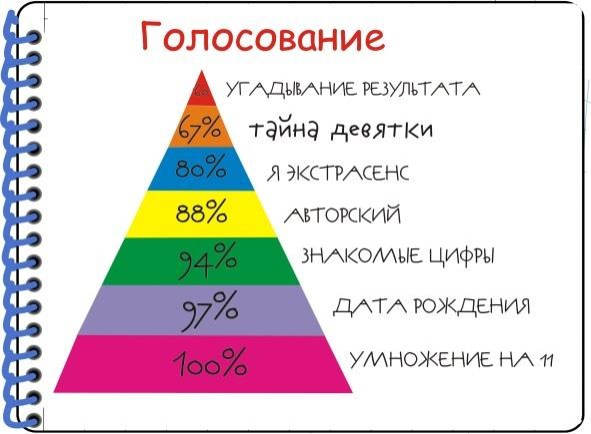 Голосование
УГАДЫВАНИЕ РЕЗУЛЬТАТА
67% тайна девятки
80% Я ЭКСТРАСЕНС
88% АВТОРСКИЙ
94% ЗНАКОМЫЕ ЦИФРЫ
97% ДАТА РОЖДЕНИЯ
100% УМНОЖЕНИЕ НА 11